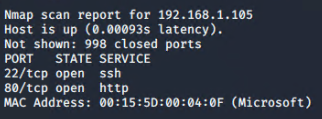 Nmap scan report for 192.168.1.105
Host is up (0.00093s latency).
Not shown: 998 closed ports
PORT   STATE SERVICE
22/tcp open  ssh
80/tcp open  http
MAC Address: 00:15:5D:00:04:0F (Microsoft)